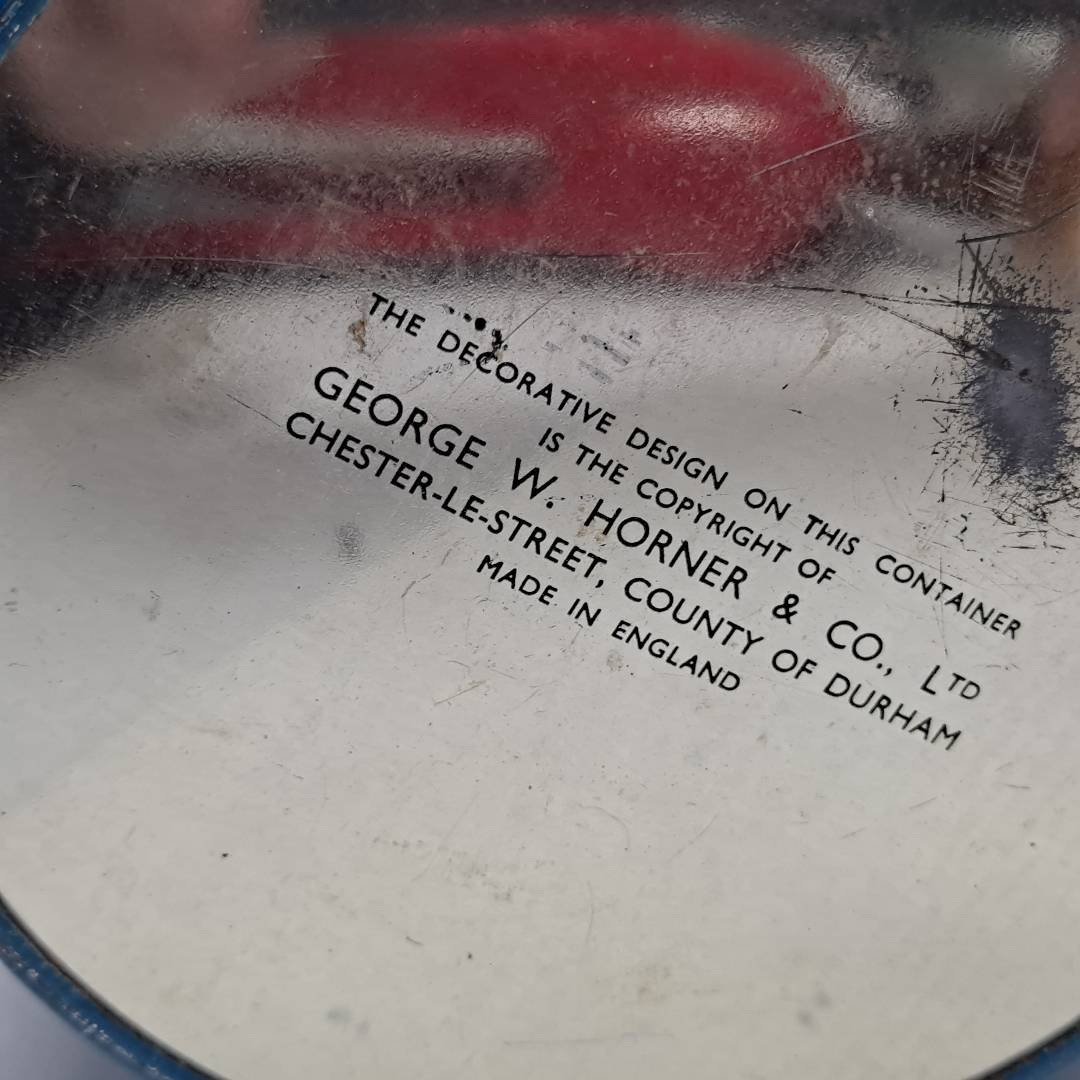 THE DECORATIVE DESIGN ON THIS CONTAINER
IS THE COPYRIGHT OF
GEORGE W. HORNER & CO., LTD
CHESTER-LE-STREET, COUNTY OF DURHAM
MADE IN ENGLAND